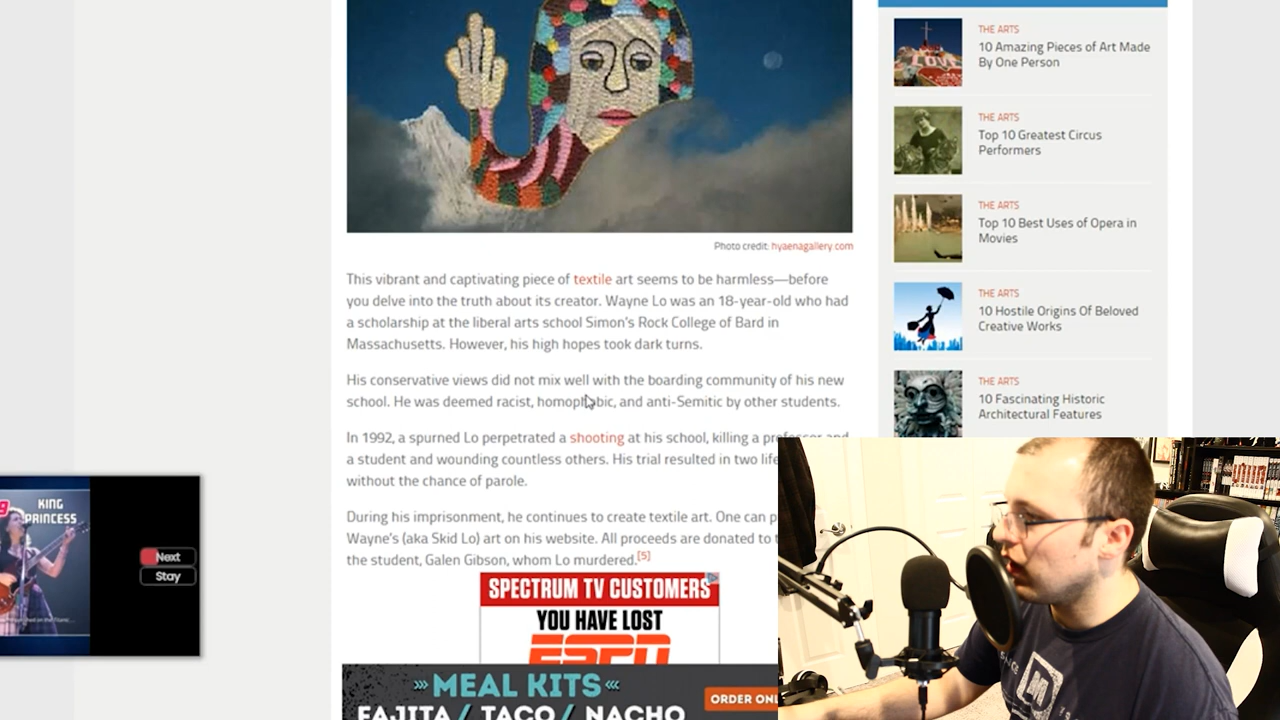 Photo credit: hyaenagallery.com
This vibrant and captivating piece of textile art seems to be harmless—before
you delve into the truth about its creator. Wayne Lo was an 18-year-old who had
a scholarship at the liberal arts school Simon's Rock College of Bard in
Massachusetts. However, his high hopes took dark turns.
His conservative views did not mix well with the boarding community of his new
school. He was deemed racist, homophobic, and anti-Semitic by other students.
In 1992, a spurned Lo perpetrated a shooting at his school, killing a professor and
a student and wounding countless others. His trial resulted in two life
without the chance of parole.
During his imprisonment, he continues to create textile art. One can
Wayne's (aka Skid Lo) art on his website. All proceeds are donated to
the student, Galen Gibson, whom Lo murdered.[5]
SPECTRUM TV CUSTOMERS
YOU HAVE LOST
ESPN
MEAL KITS
FAJITA / TACO / NACHO
THE ARTS
10 Amazing Pieces of Art Made
By One Person
THE ARTS
Top 10 Greatest Circus
Performers
THE ARTS
Top 10 Best Uses of Opera in
Movies
THE ARTS
10 Hostile Origins Of Beloved
Creative Works
THE ARTS
10 Fascinating Historic
Architectural Features
KING
PRINCESS
Next
Stay
ORDER